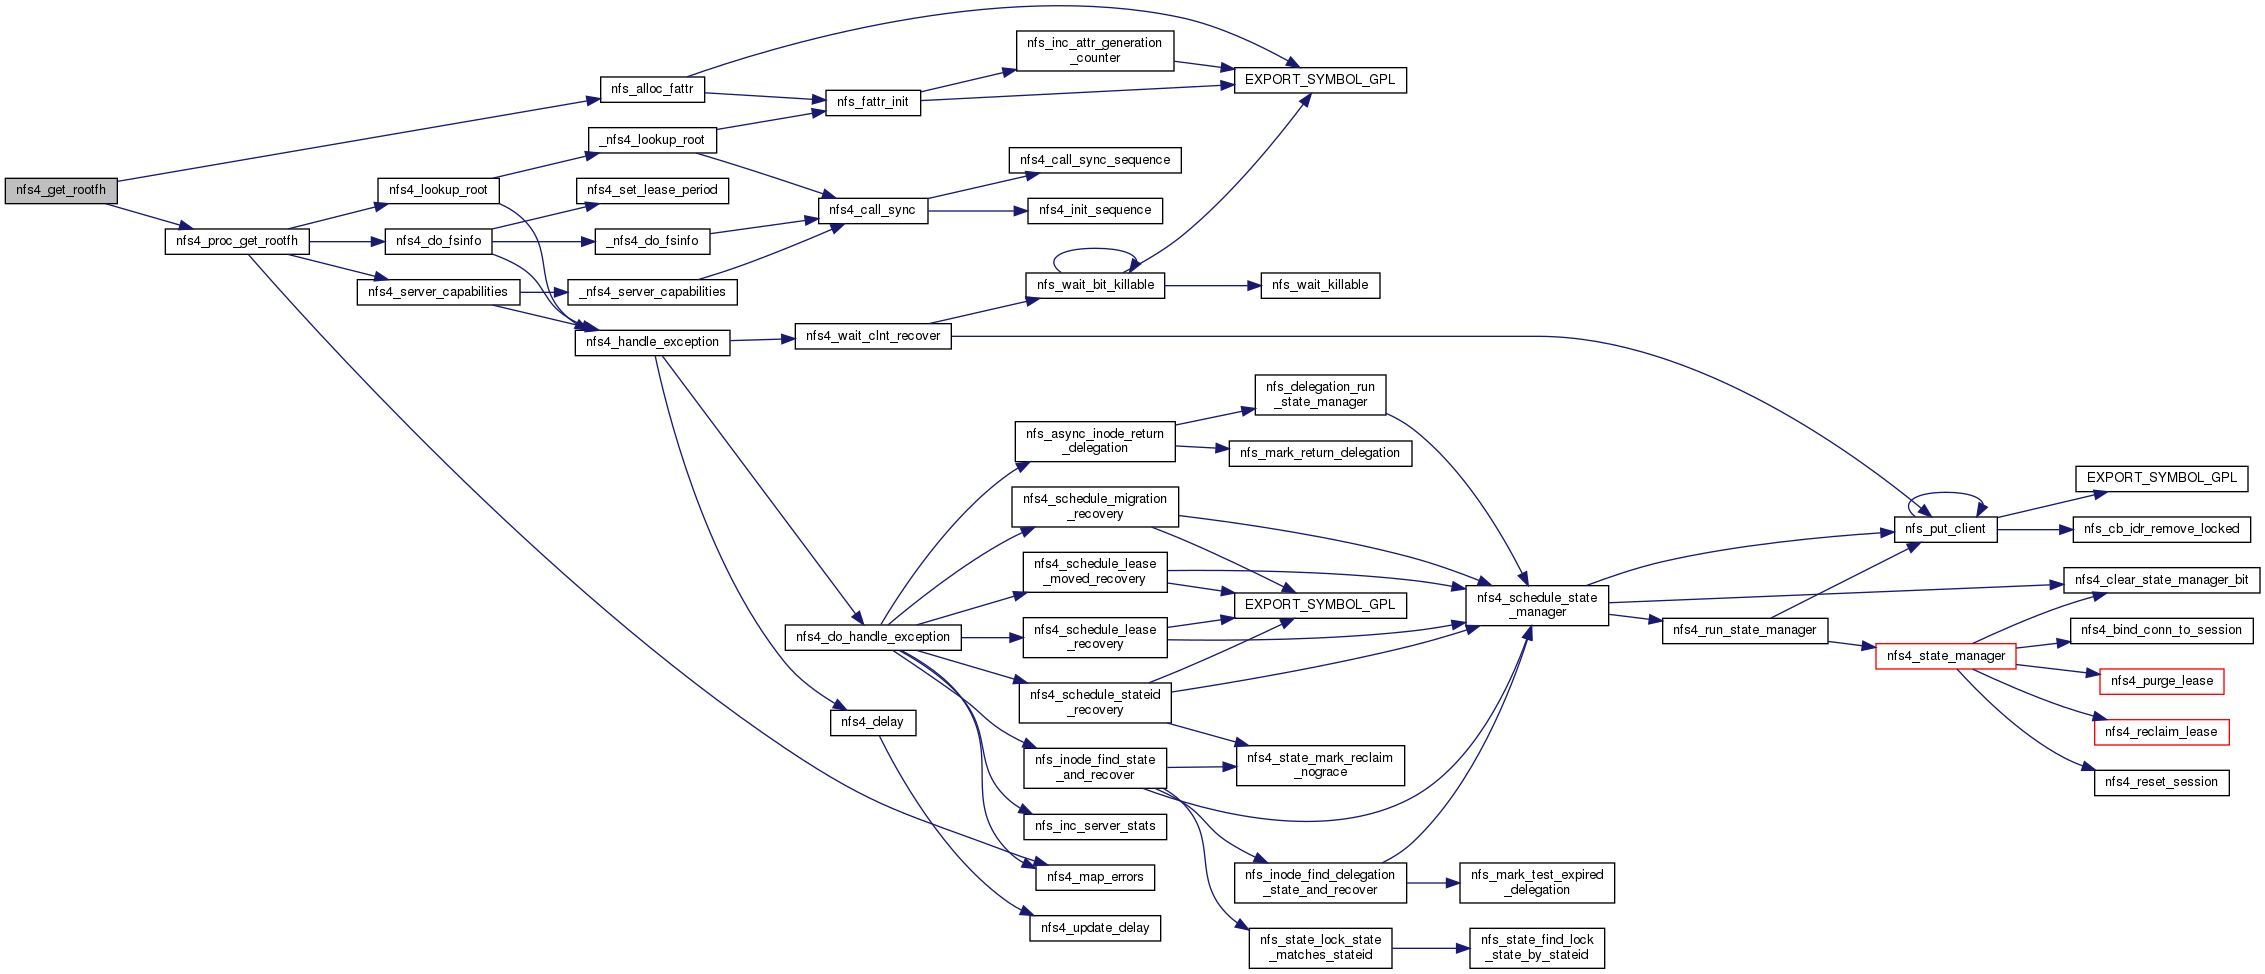 nfs4_get_rootfh
nfs_alloc_fattr
nfs4_proc_get_rootfh
nfs4_lookup_root
nfs4_do_fsinfo
nfs4_server_capabilities
_nfs4_lookup_root
nfs4_set_lease_period
_nfs4_do_fsinfo
_nfs4_server_capabilities
nfs4_handle_exception
nfs_fattr_init
nfs4_call_sync
nfs4_wait_clnt_recover
nfs4_do_handle_exception
nfs4_delay
nfs_inc_attr_generation
_counter
nfs4_call_sync_sequence
nfs4_init_sequence
nfs_wait_bit_killable
nfs_async_inode_return
_delegation
nfs4_schedule_migration
_recovery
nfs4_schedule_lease
_moved_recovery
nfs4_schedule_lease
_recovery
nfs4_schedule_stateid
_recovery
nfs_inode_find_state
_and_recover
nfs_inc_server_stats
nfs4_map_errors
nfs4_update_delay
EXPORT_SYMBOL_GPL
nfs_wait_killable
nfs_delegation_run
_state_manager
nfs_mark_return_delegation
EXPORT_SYMBOL_GPL
nfs4_state_mark_reclaim
_nograce
nfs_inode_find_delegation
_state_and_recover
nfs_state_lock_state
_matches_stateid
nfs4_schedule_state
_manager
nfs_mark_test_expired
_delegation
nfs_state_find_lock
_state_by_stateid
nfs4_run_state_manager
nfs_put_client
nfs4_state_manager
EXPORT_SYMBOL_GPL
nfs_cb_idr_remove_locked
nfs4_clear_state_manager_bit
nfs4_bind_conn_to_session
nfs4_purge_lease
nfs4_reclaim_lease
nfs4_reset_session